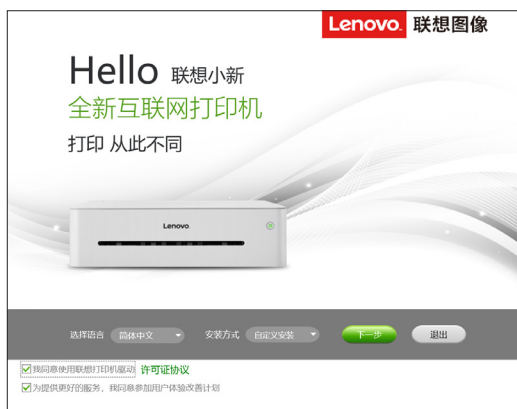 Lenovo. 联想图像
Hello 联想小新
全新互联网打印机
打印 从此不同
Lenovo
选择语言 简体中文 安装方式 自定义安装 下一步 退出
我同意使用联想打印机驱动 许可证协议
为提供更好的服务，我同意参加用户体验改善计划